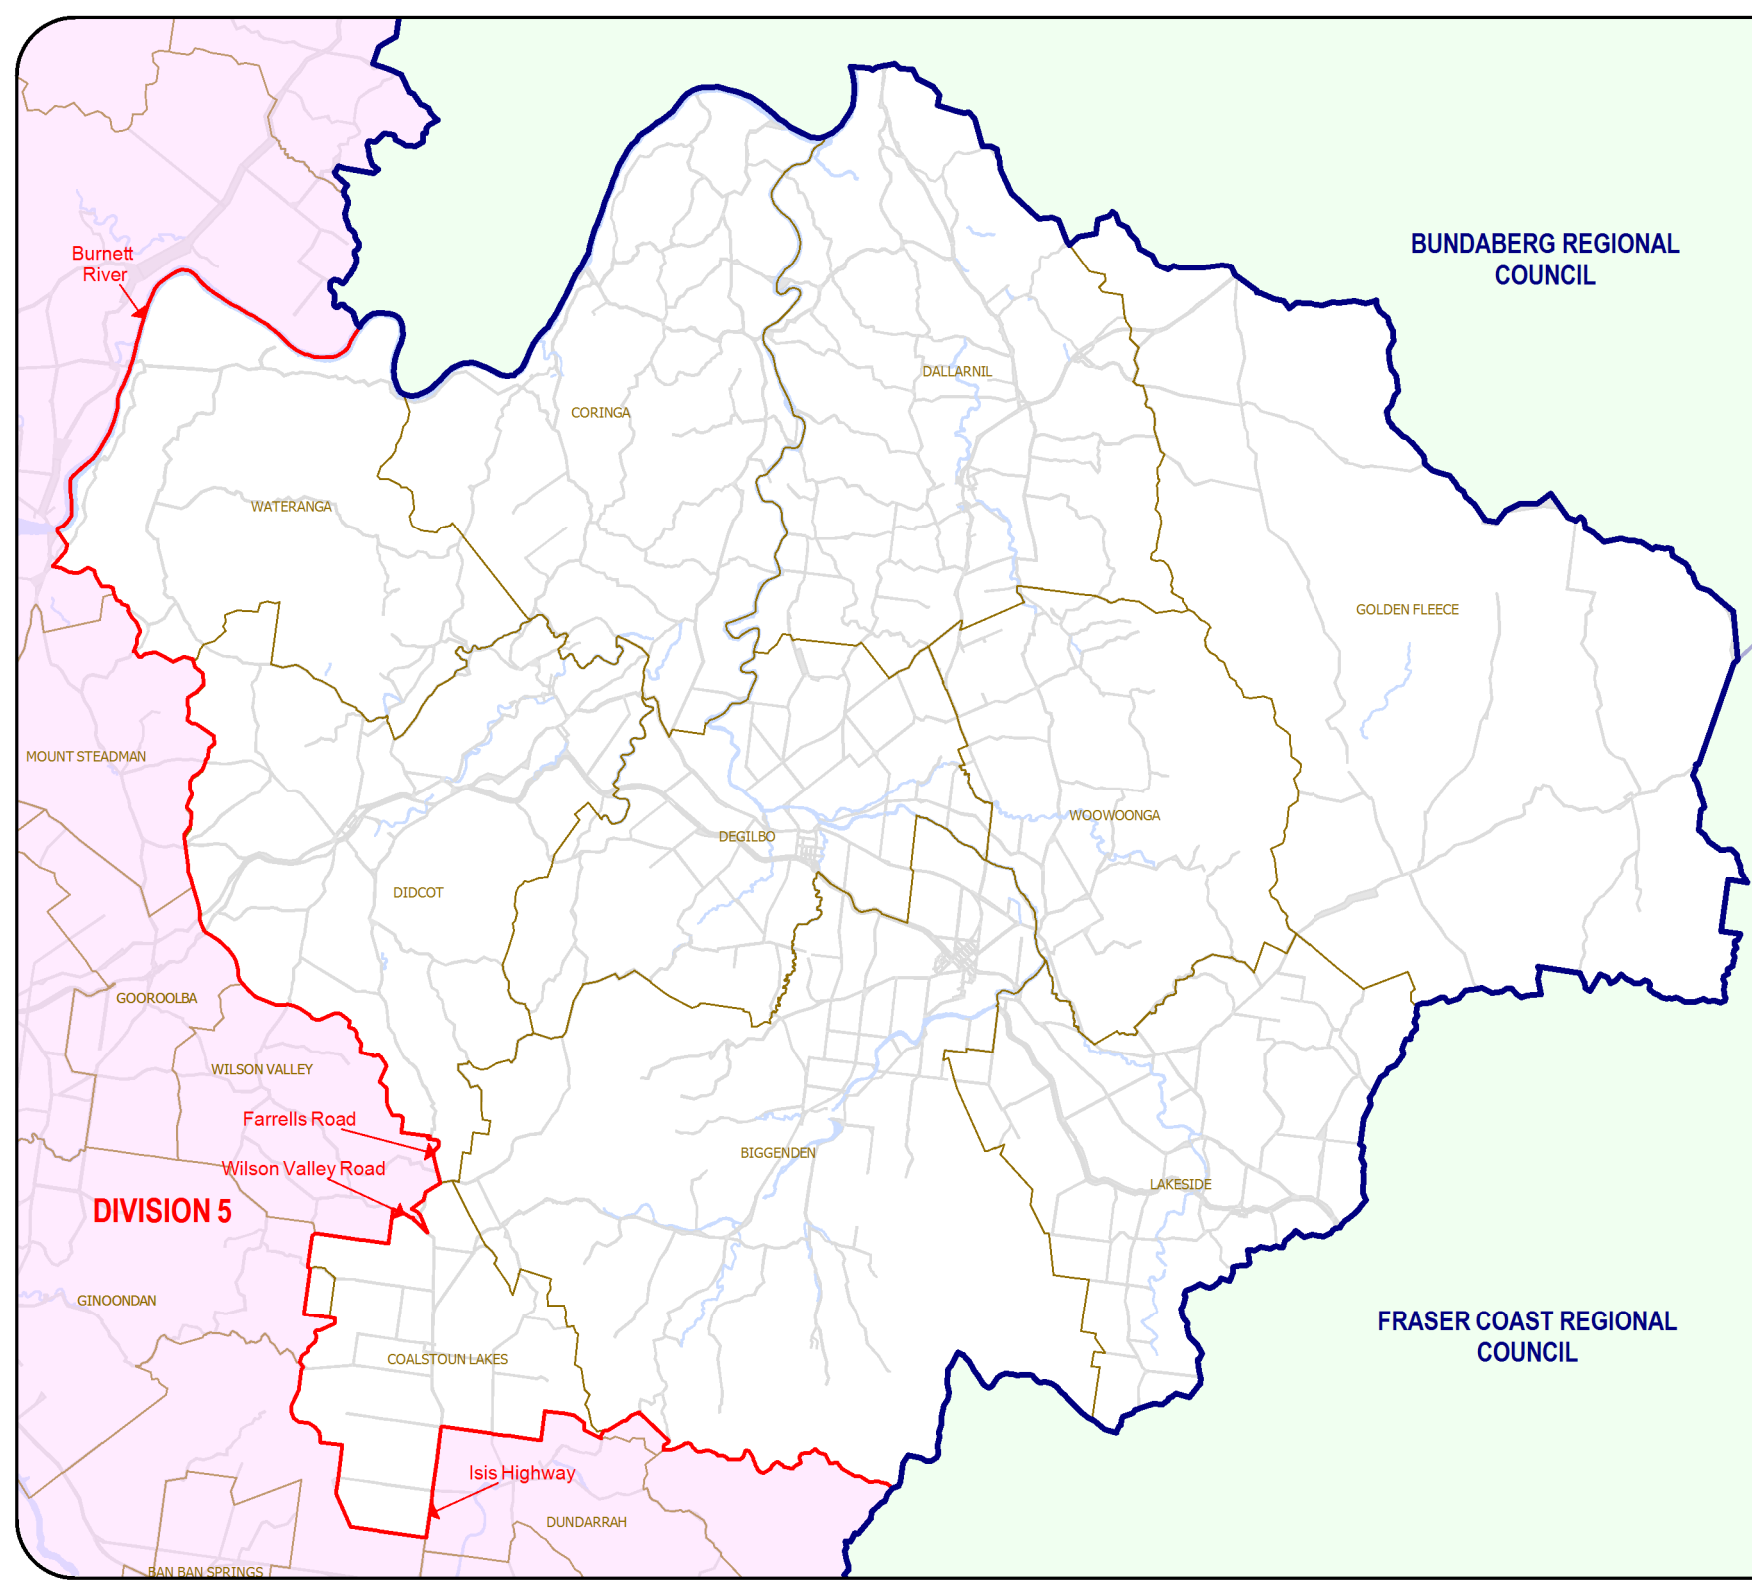 BUNDABERG REGIONAL
COUNCIL
Burnett
River
DALLARNIL
CORINGA
WATERANGA
GOLDEN FLEECE
MOUNT STEADMAN
WOOWOONGA
DEGILBO
DIDCOT
GOOROOLBA
WILSON VALLEY
Farrells Road
BIGGENDEN
Wilson Valley Road
LAKESIDE
DIVISION 5
GINOONDAN
FRASER COAST REGIONAL
COUNCIL
COALSTOUN LAKES
Isis Highway
DUNDARRAH
BAN BAN SPRINGS